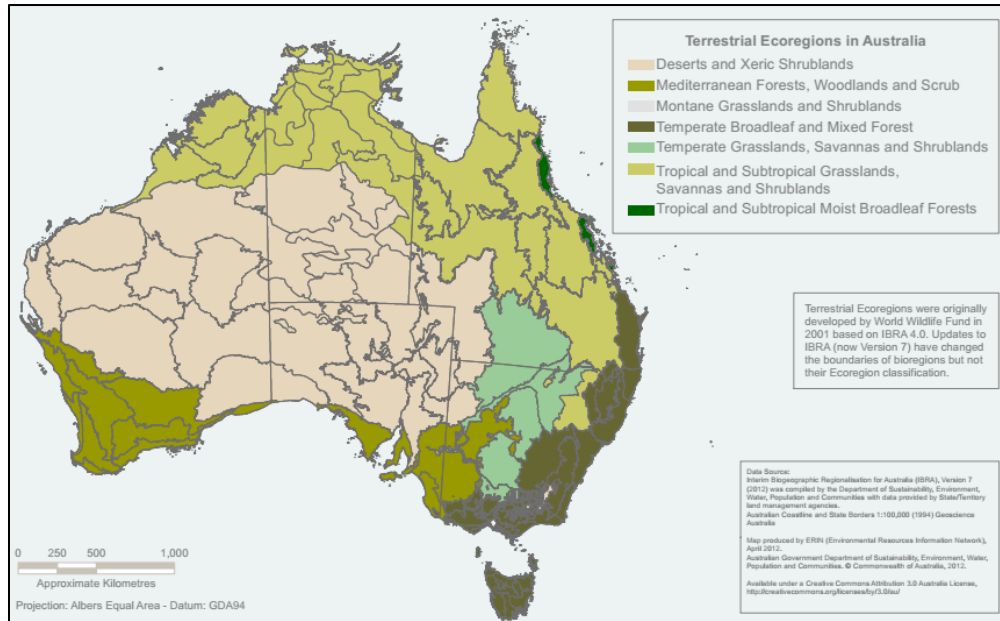 Terrestrial Ecoregions in Australia
Deserts and Xeric Shrublands
Mediterranean Forests, Woodlands and Scrub
Montane Grasslands and Shrublands
Temperate Broadleaf and Mixed Forest
Temperate Grasslands, Savannas and Shrublands
Tropical and Subtropical Grasslands,
Savannas and Shrublands
Tropical and Subtropical Moist Broadleaf Forests
Terrestrial Ecoregions were originally
developed by World Wildlife Fund in
2001 based on IBRA 4.0. Updates to
IBRA (now Version 7) have changed
the boundaries of bioregions but not
their Ecoregion classification.
Data Source:
Interim Biogeographic Regionalisation for Australia (IBRA), Version 7
(2012) was compiled by the Department of Sustainability, Environment,
Water, Population and Communities with data provided by State/Territory
land management agencies.
Australian Coastline and State Borders 1:100,000 (1994) Geoscience
Australia
Map produced by ERIN (Environmental Resources Information Network),
April 2012.
Australian Government Department of Sustainability, Environment, Water,
Population and Communities. © Commonwealth of Australia, 2012.
Available under a Creative Commons Attribution 3.0 Australia License,
http://creativecommons.org/licenses/by/3.0/au/
0 250 500 1,000
Approximate Kilometres
Projection: Albers Equal Area - Datum: GDA94